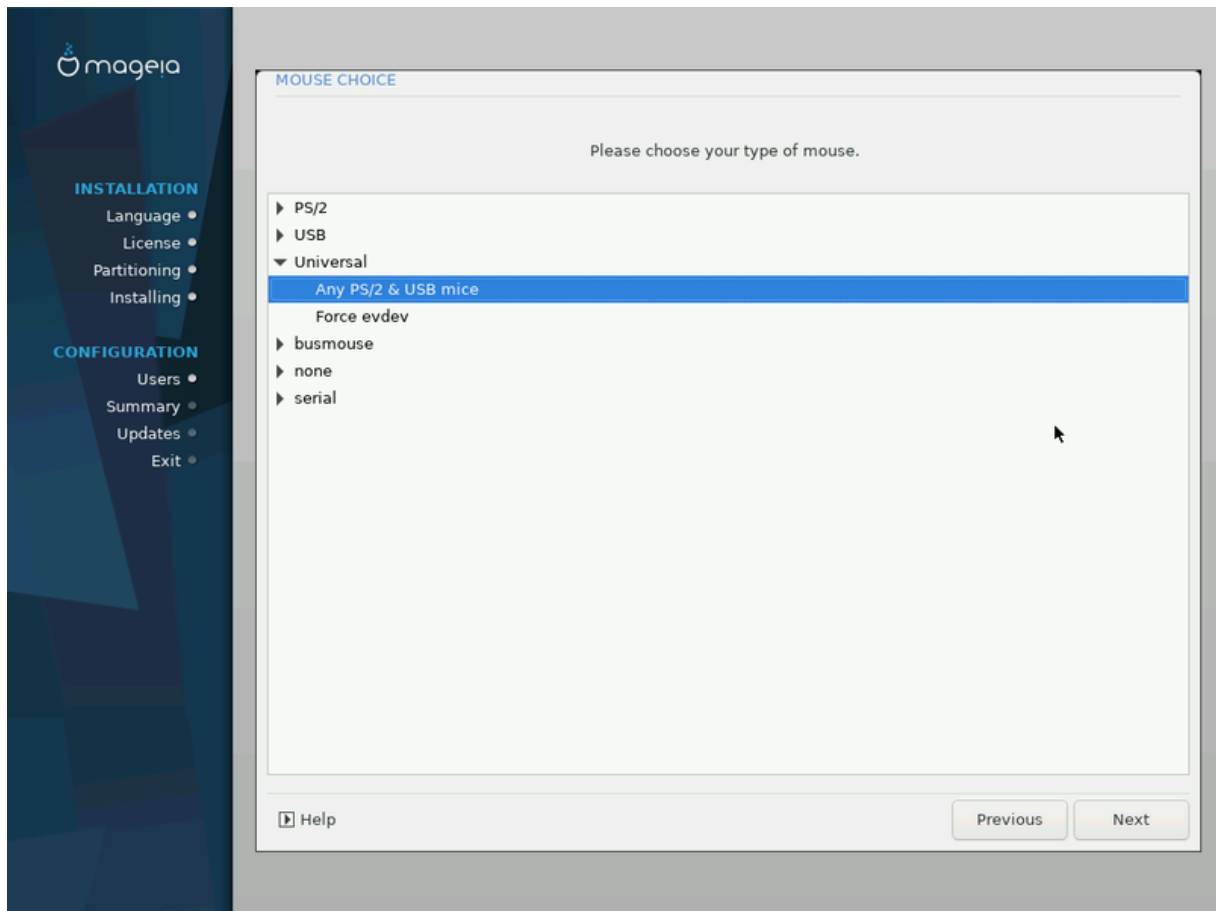 mageia
INSTALLATION
Language
License
Partitioning
Installing
CONFIGURATION
Users
Summary
Updates
Exit
MOUSE CHOICE
Please choose your type of mouse.
PS/2
USB
Universal
Any PS/2 & USB mice
Force evdev
busmouse
none
serial
Help
Previous
Next